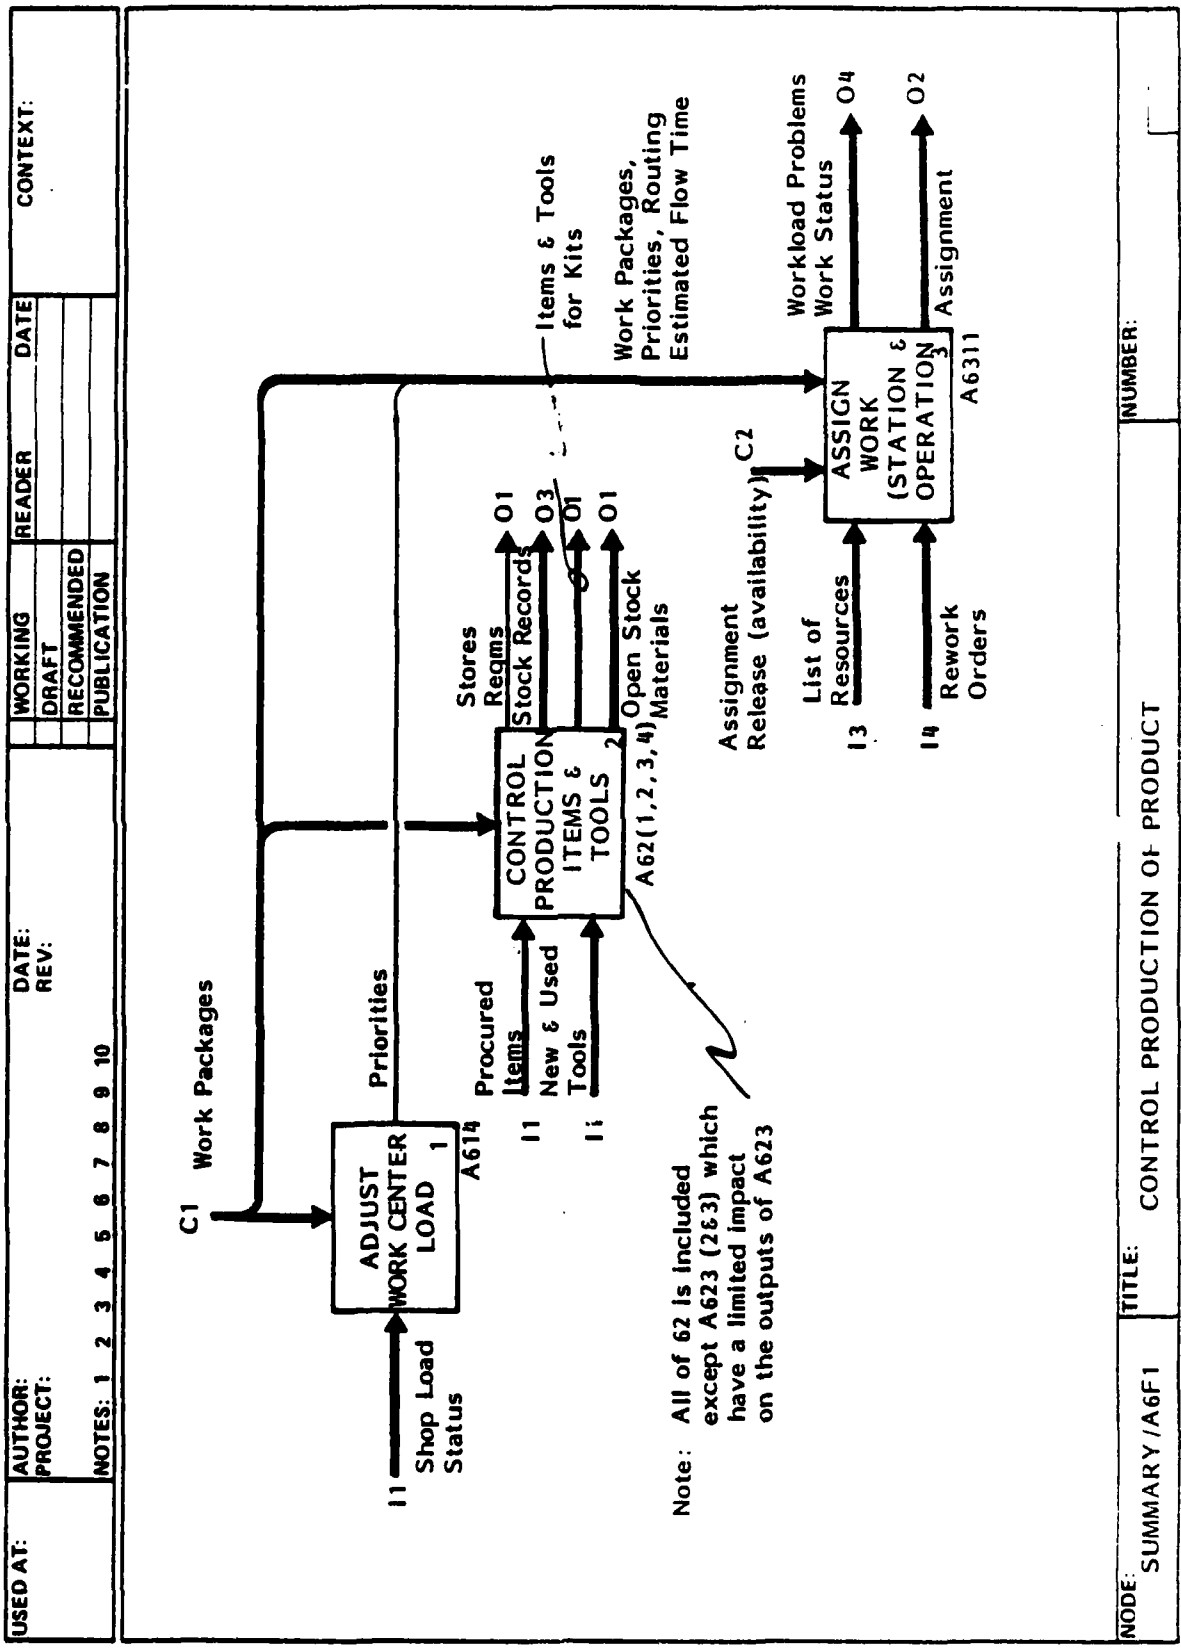 USED AT:
AUTHOR:
PROJECT:
DATE:
REV:
NOTES: 1 2 3 4 5 6 7 8 9 10
WORKING
DRAFT
RECOMMENDED
PUBLICATION
READER
DATE
CONTEXT:
C1
Work Packages
I1
Shop Load
Status
ADJUST
WORK CENTER
LOAD
1
A614
Priorities
Procured
Items
I1
New & Used
Tools
I1
CONTROL
PRODUCTION
ITEMS &
TOOLS
2
A62(1,2,3,4)
Stores
Reqms
O1
Stock Records
O3
O1
Open Stock
Materials
O1
Items & Tools
for Kits
Work Packages,
Priorities, Routing
Estimated Flow Time
Assignment
Release (availability)
C2
List of
Resources
I3
Rework
Orders
I4
ASSIGN
WORK
(STATION &
OPERATION
3
A6311
Workload Problems
Work Status
O4
Assignment
O2
Note: All of 62 is included
except A623 (2&3) which
have a limited impact
on the outputs of A623
NODE:
SUMMARY/A6F1
TITLE:
CONTROL PRODUCTION OF PRODUCT
NUMBER: